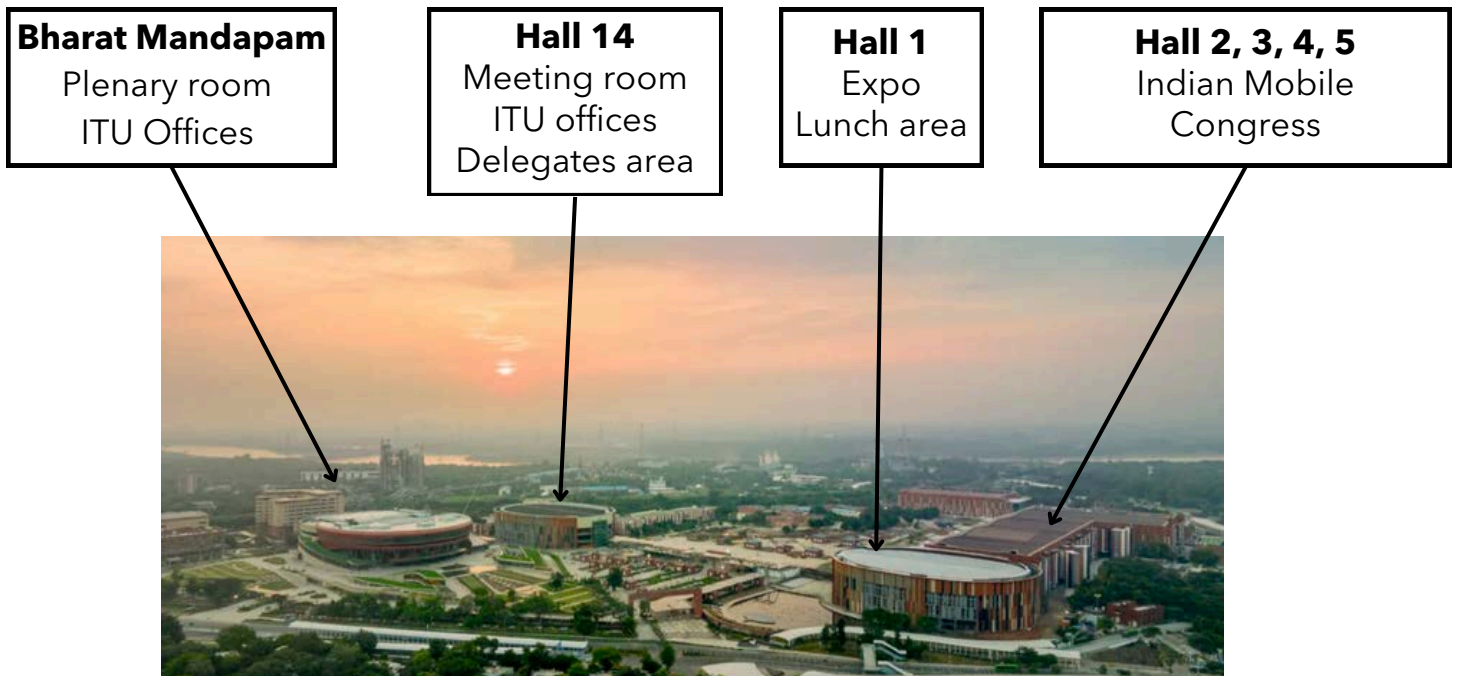 Bharat Mandapam
Plenary room
ITU Offices
Hall 14
Meeting room
ITU offices
Delegates area
Hall 1
Expo
Lunch area
Hall 2, 3, 4, 5
Indian Mobile
Congress